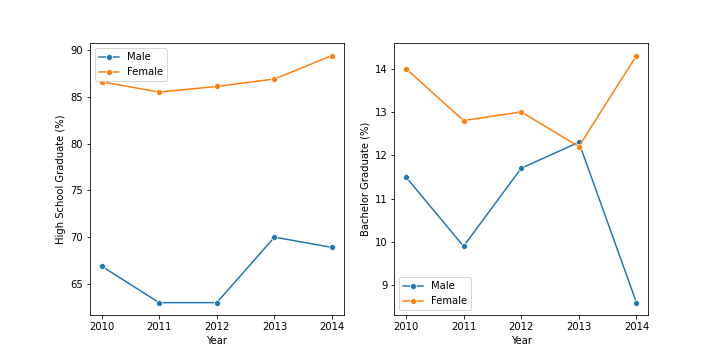 90
85
80
75
70
65
High School Graduate (%)
Male
Female
2010 2011 2012 2013 2014
Year
14
13
12
11
10
9
Bachelor Graduate (%)
Male
Female
2010 2011 2012 2013 2014
Year